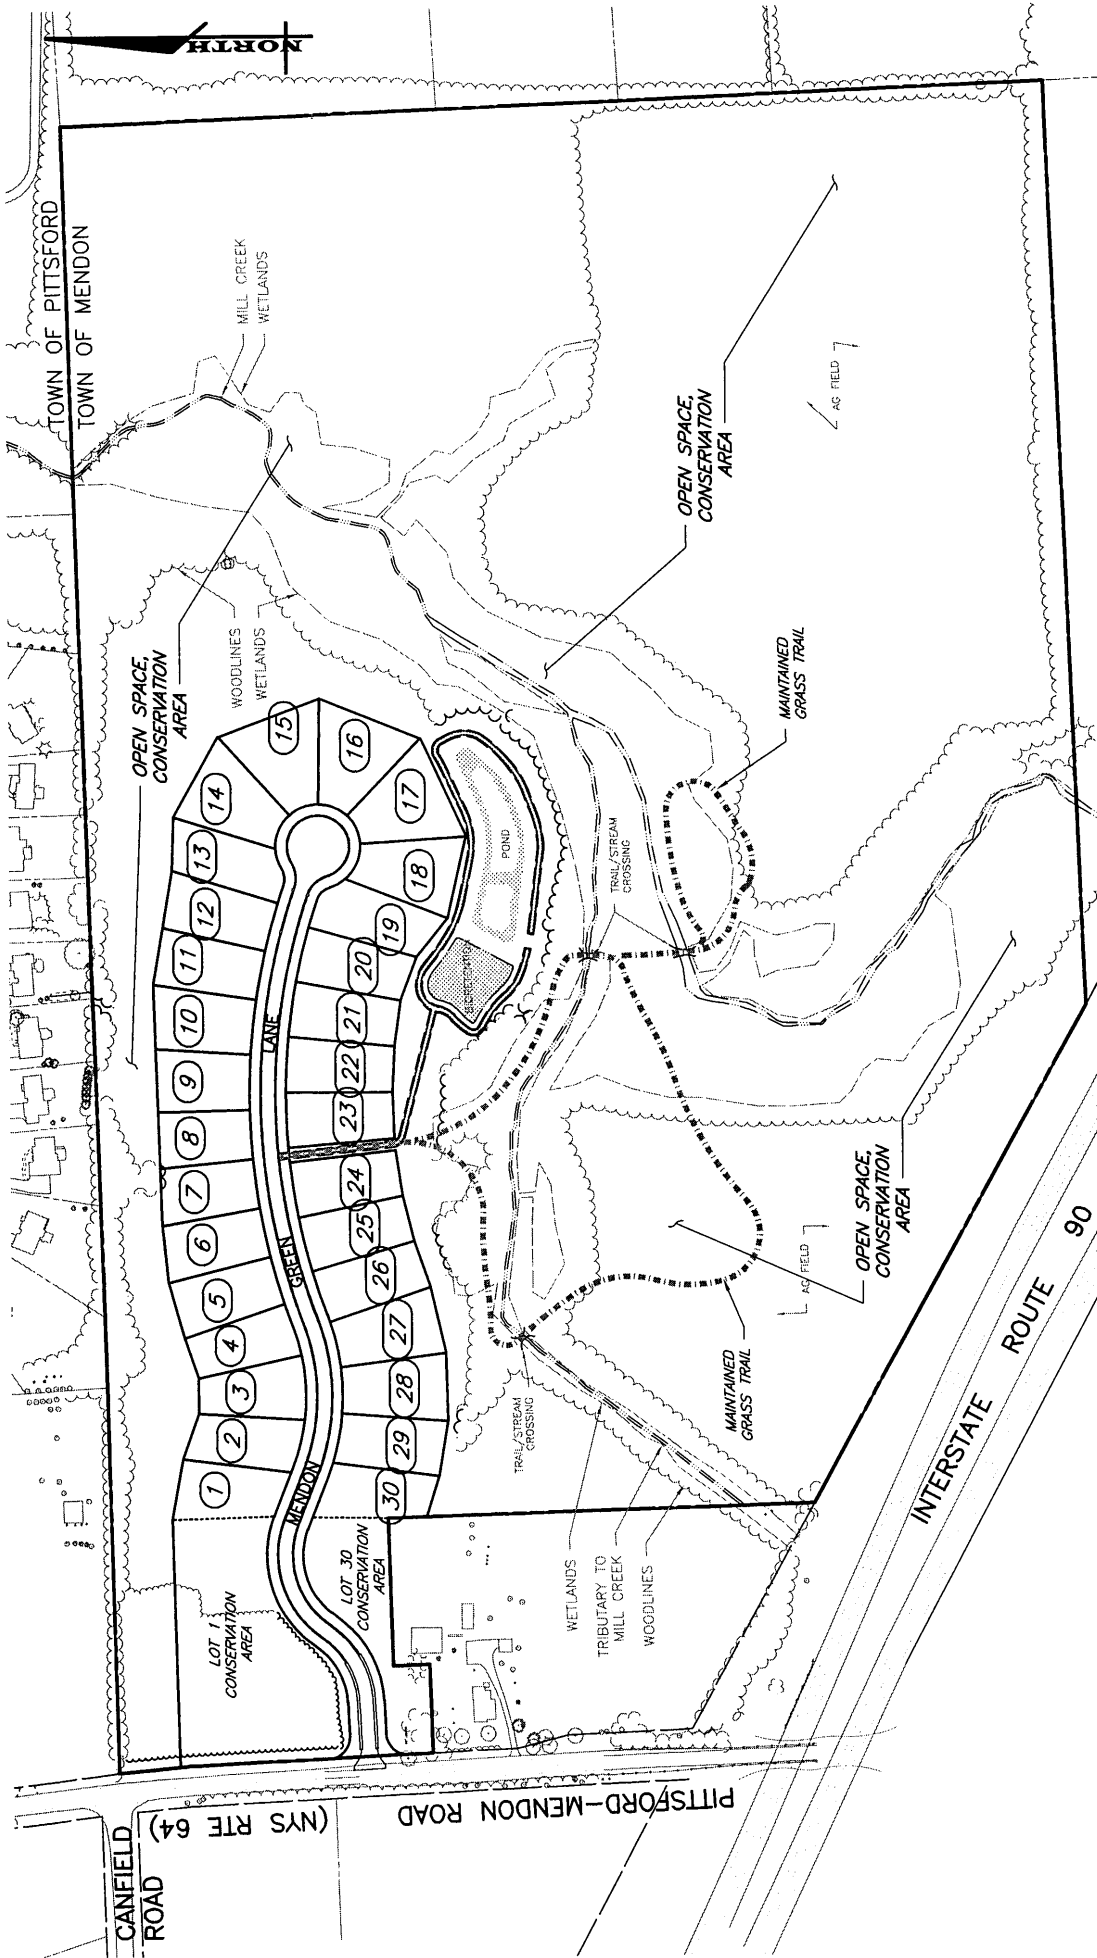 NORTH
TOWN OF PITTSFORD
TOWN OF MENDON
MILL CREEK
WETLANDS
OPEN SPACE,
CONSERVATION
AREA
WOODLINES
WETLANDS
OPEN SPACE,
CONSERVATION
AREA
AG FIELD
MAINTAINED
GRASS TRAIL
1
2
3
4
5
6
7
8
9
10
11
12
13
14
15
16
17
18
19
20
21
22
23
24
25
26
27
28
29
30
MENDON
GREEN
LANE
POND
TRAIL/STREAM
CROSSING
TRAIL/STREAM
CROSSING
OPEN SPACE,
CONSERVATION
AREA
AG FIELD
MAINTAINED
GRASS TRAIL
LOT 1
CONSERVATION
AREA
LOT 30
CONSERVATION
AREA
WETLANDS
TRIBUTARY TO
MILL CREEK
WOODLINES
INTERSTATE
ROUTE
90
CANFIELD
ROAD
(NYS RTE 64)
PITTSFORD-MENDON ROAD